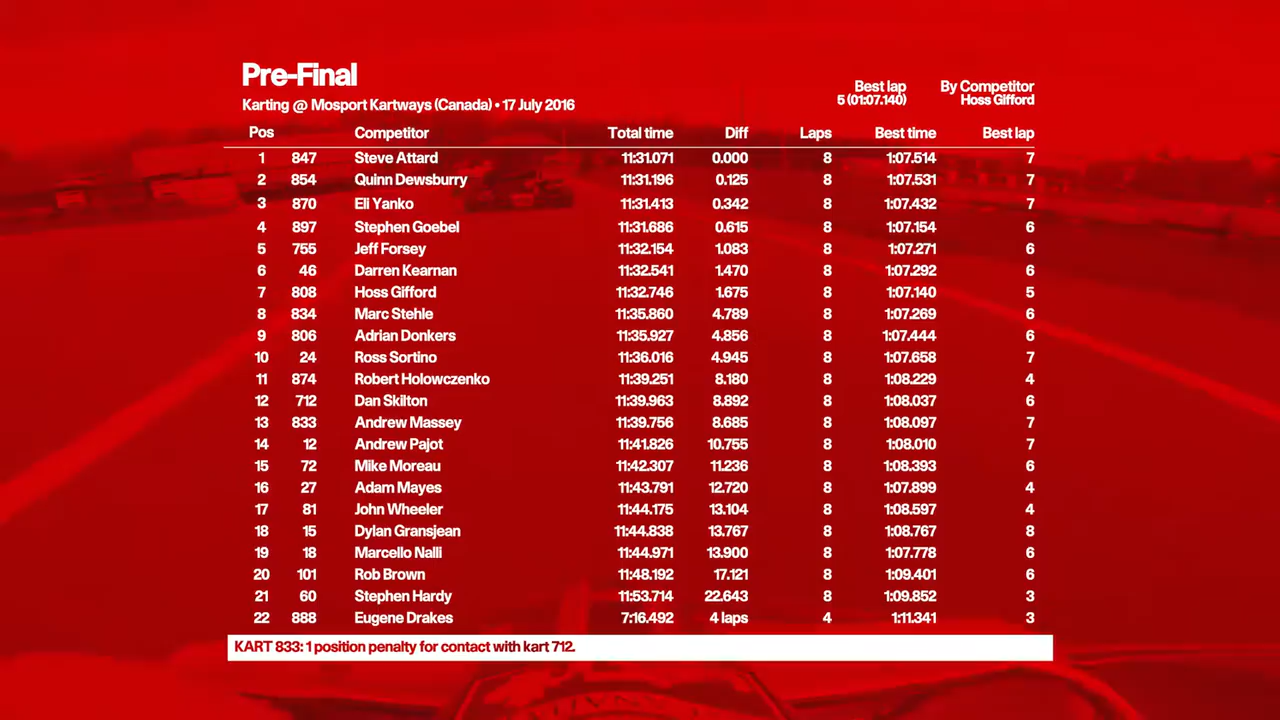 Pre-Final
Karting @ Mosport Kartways (Canada) • 17 July 2016
Best lap By Competitor
5 (01:07.140) Hoss Gifford
Pos Competitor Total time Diff Laps Best time Best lap
1 847 Steve Attard 11:31.071 0.000 8 1:07.514 7
2 854 Quinn Dewsburry 11:31.196 0.125 8 1:07.531 7
3 870 Eli Yanko 11:31.413 0.342 8 1:07.432 7
4 897 Stephen Goebel 11:31.686 0.615 8 1:07.154 6
5 755 Jeff Forsey 11:32.154 1.083 8 1:07.271 6
6 46 Darren Kearnan 11:32.541 1.470 8 1:07.292 6
7 808 Hoss Gifford 11:32.746 1.675 8 1:07.140 5
8 834 Marc Stehle 11:35.860 4.789 8 1:07.269 6
9 806 Adrian Donkers 11:35.927 4.856 8 1:07.444 6
10 24 Ross Sortino 11:36.016 4.945 8 1:07.658 7
11 874 Robert Holowczenko 11:39.251 8.180 8 1:08.229 4
12 712 Dan Skilton 11:39.963 8.892 8 1:08.037 6
13 833 Andrew Massey 11:39.756 8.685 8 1:08.097 7
14 12 Andrew Pajot 11:41.826 10.755 8 1:08.010 7
15 72 Mike Moreau 11:42.307 11.236 8 1:08.393 6
16 27 Adam Mayes 11:43.791 12.720 8 1:07.899 4
17 81 John Wheeler 11:44.175 13.104 8 1:08.597 4
18 15 Dylan Gransjean 11:44.838 13.767 8 1:08.767 8
19 18 Marcello Nalli 11:44.971 13.900 8 1:07.778 6
20 101 Rob Brown 11:48.192 17.121 8 1:09.401 6
21 60 Stephen Hardy 11:53.714 22.643 8 1:09.852 3
22 888 Eugene Drakes 7:16.492 4 laps 4 1:11.341 3
KART 833: 1 position penalty for contact with kart 712.